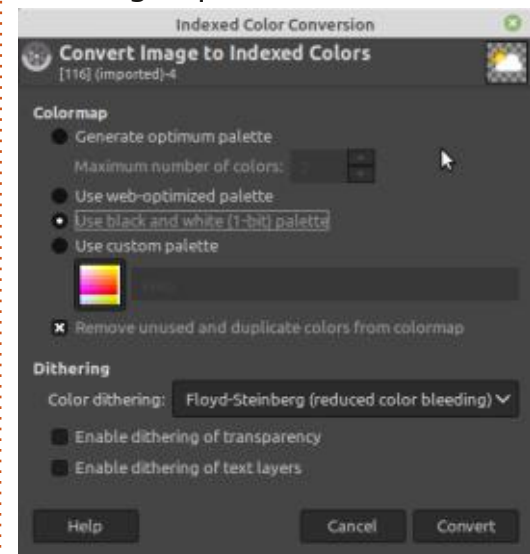 Indexed Color Conversion
Convert Image to Indexed Colors
[116] (imported)-4
Colormap
Generate optimum palette
Maximum number of colors:
Use web-optimized palette
Use black and white (1-bit) palette
Use custom palette
Remove unused and duplicate colors from colormap
Dithering
Color dithering: Floyd-Steinberg (reduced color bleeding)
Enable dithering of transparency
Enable dithering of text layers
Help Cancel Convert